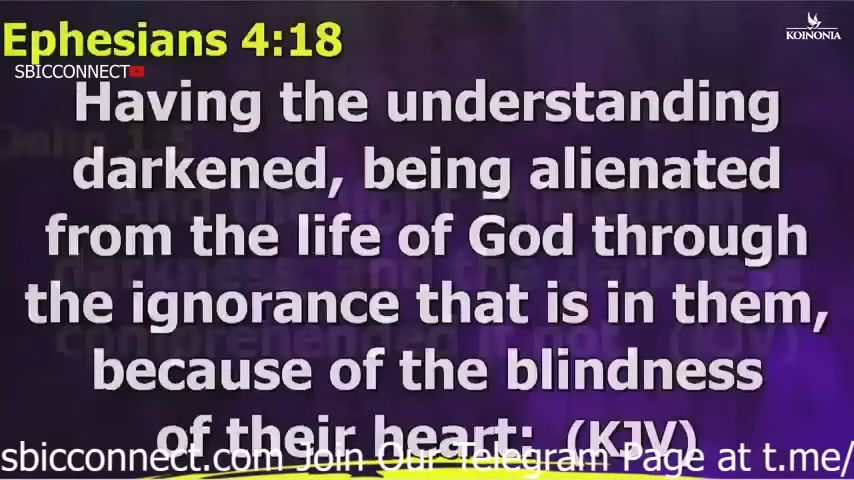 Ephesians 4:18
KOINONIA
SBICCONNECT
Having the understanding
darkened, being alienated
from the life of God through
the ignorance that is in them,
because of the blindness
of their heart: (KJV)
sbicconnect.com Join Our Telegram Page at t.me/